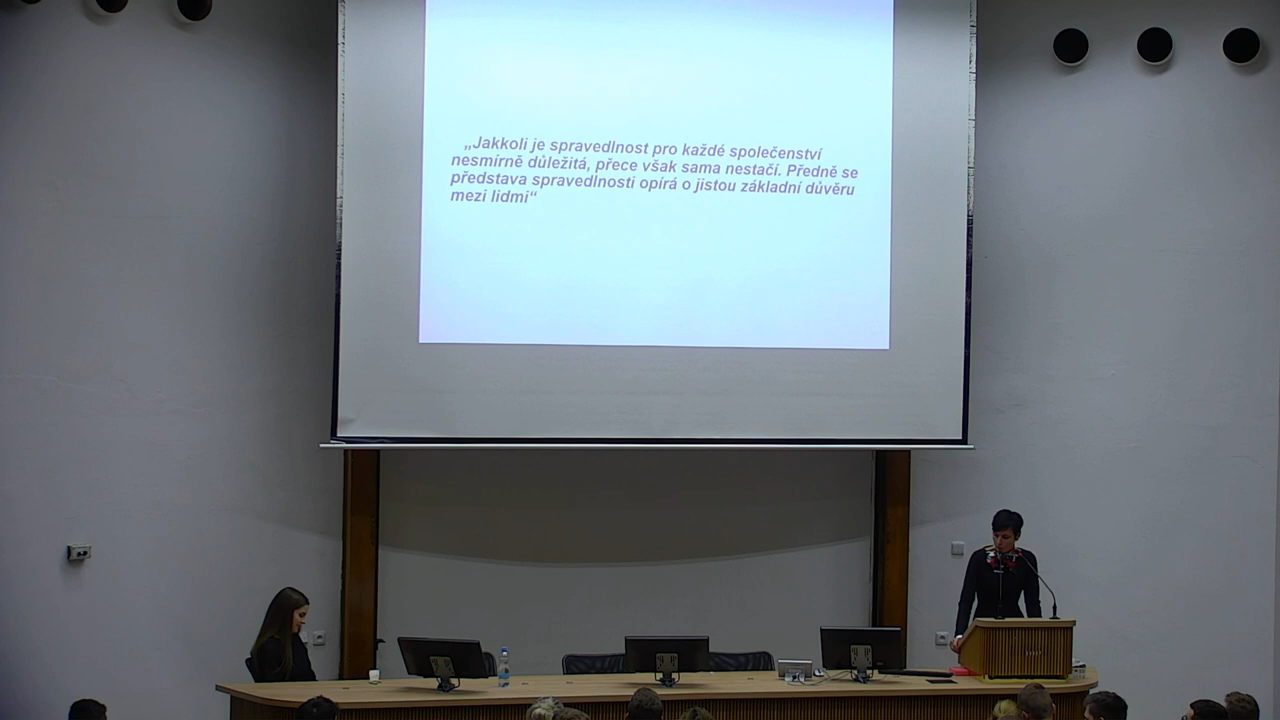 „Jakkoli je spravedlnost pro každé společenství
nesmírně důležitá, přece však sama nestačí. Předně se
představa spravedlnosti opírá o jistou základní důvěru
mezi lidmi“